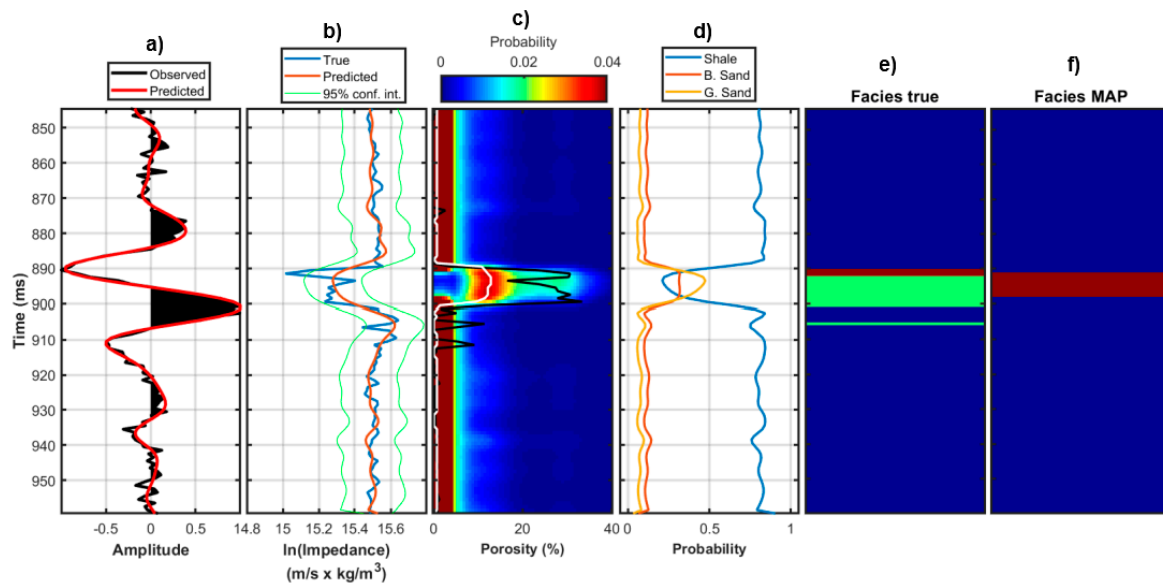 a)
b)
c)
d)
e)
f)
Observed
Predicted
True
Predicted
95% conf. int.
Probability
0
0.02
0.04
Shale
B. Sand
G. Sand
Facies true
Facies MAP
Time (ms)
850
860
870
880
890
900
910
920
930
940
950
-0.5
0
0.5
Amplitude
14.8
15
15.2
15.4
15.6
ln(Impedance)
(m/s x kg/m³)
0
20
40
Porosity (%)
0
0.5
1
Probability